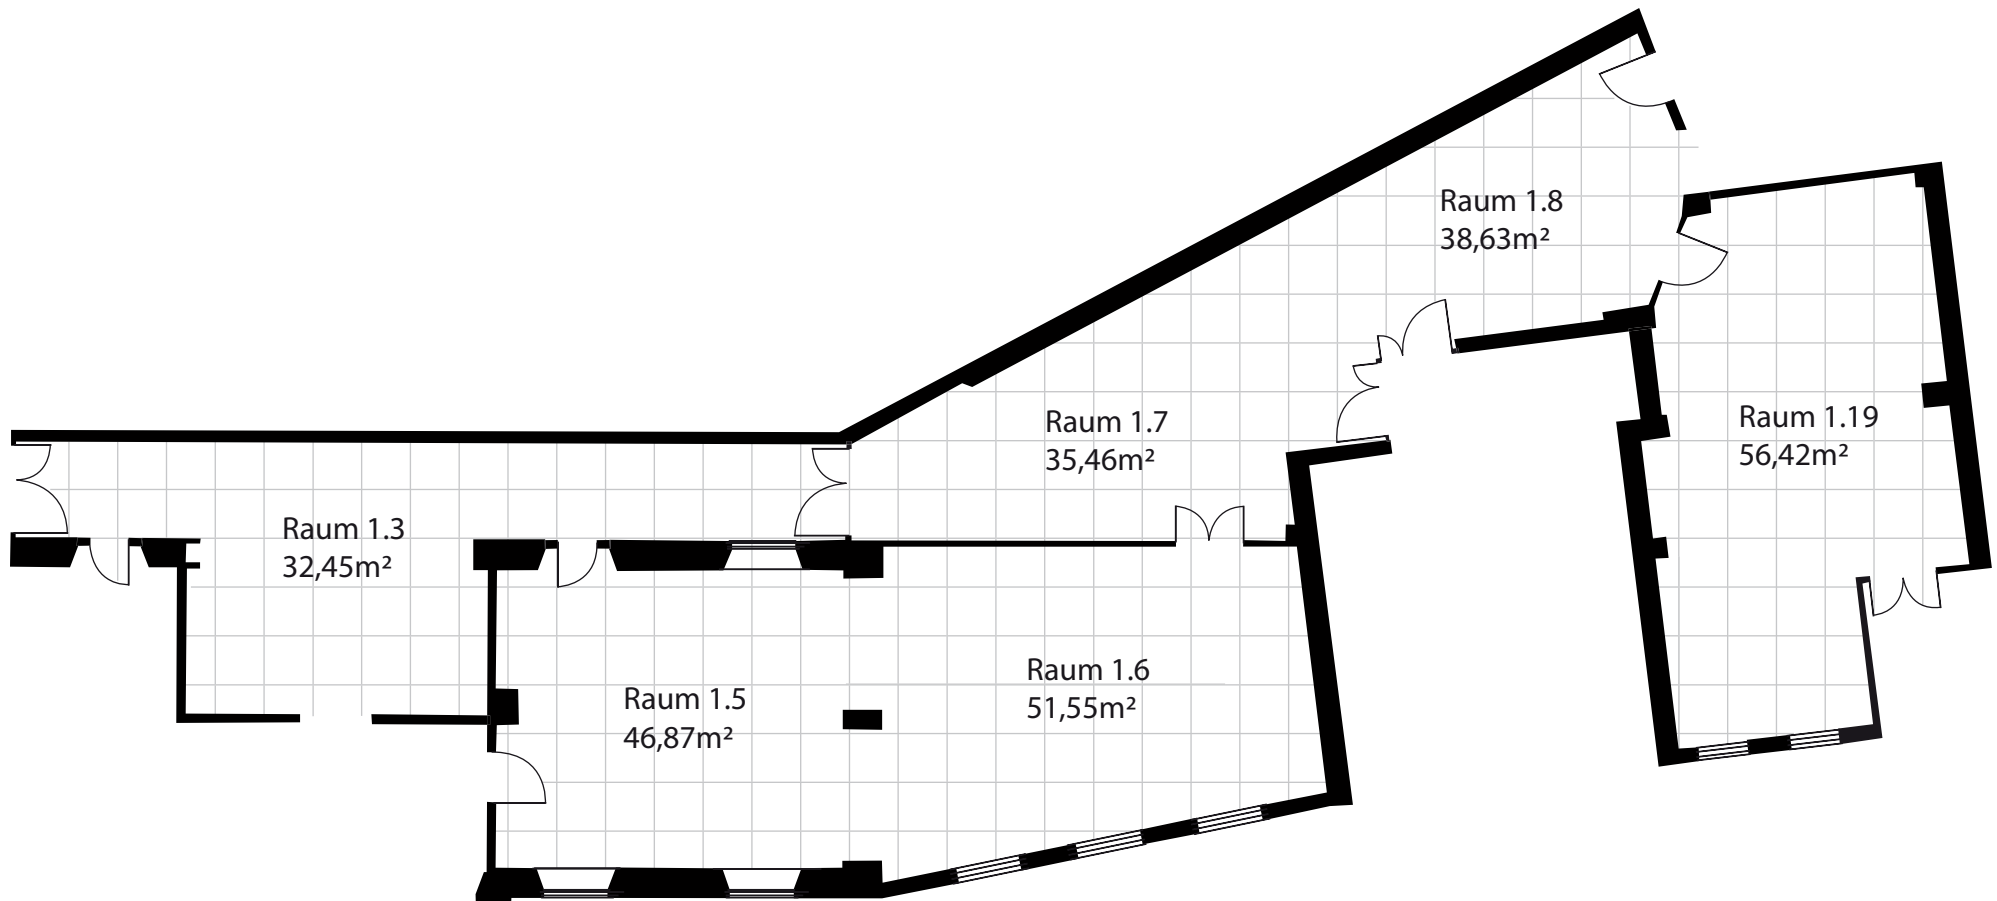 Raum 1.8
38,63m²
Raum 1.7
35,46m²
Raum 1.19
56,42m²
Raum 1.3
32,45m²
Raum 1.6
51,55m²
Raum 1.5
46,87m²